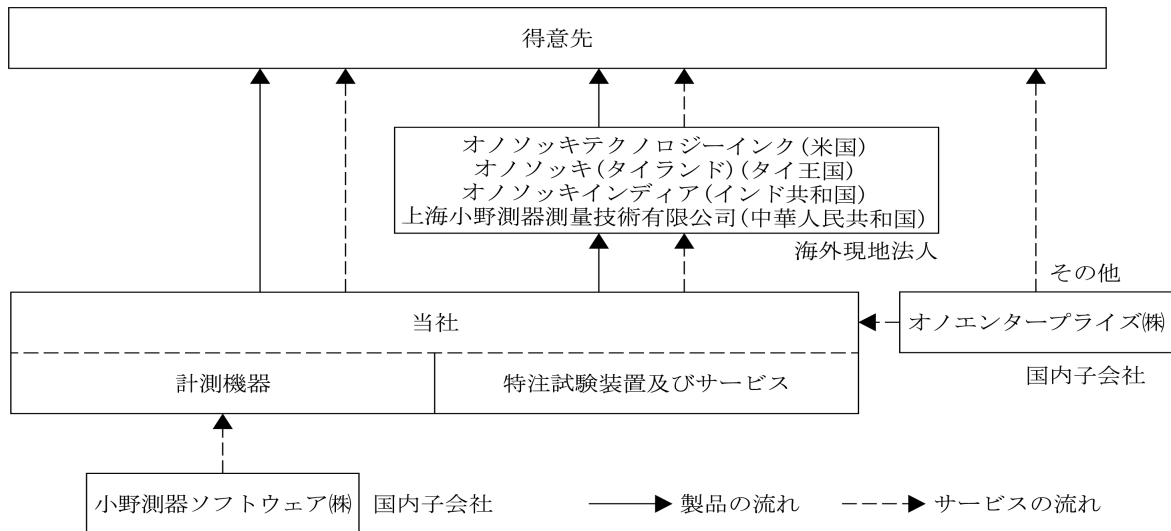 得意先
オノソッキテクノロジーインク(米国)
オノソッキ(タイランド)(タイ王国)
オノソッキインディア(インド共和国)
上海小野測器測量技術有限公司(中華人民共和国)
海外現地法人
その他
当社
オノエンタープライズ㈱
国内子会社
計測機器
特注試験装置及びサービス
小野測器ソフトウェア㈱
国内子会社
製品の流れ
サービスの流れ